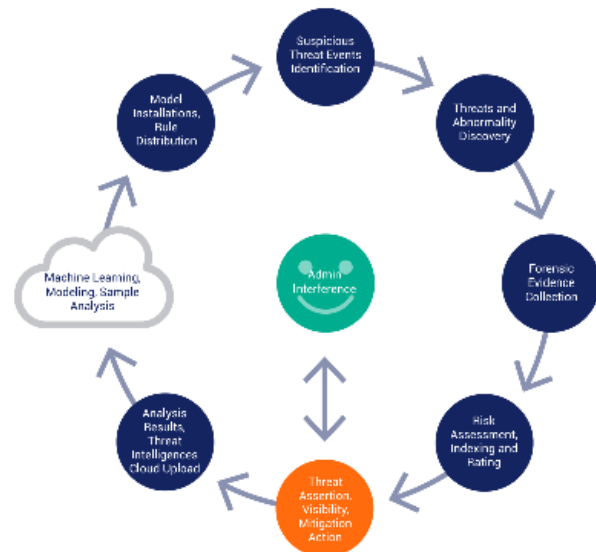 Suspicious
Threat Events
Identification
Threats and
Abnormality
Discovery
Forensic
Evidence
Collection
Risk
Assessment,
Indexing and
Rating
Threat
Assertion,
Visibility,
Mitigation
Action
Analysis
Results,
Threat
Intelligences
Cloud Upload
Machine Learning,
Modeling, Sample
Analysis
Model
Installations,
Rule
Distribution
Admin
Interference